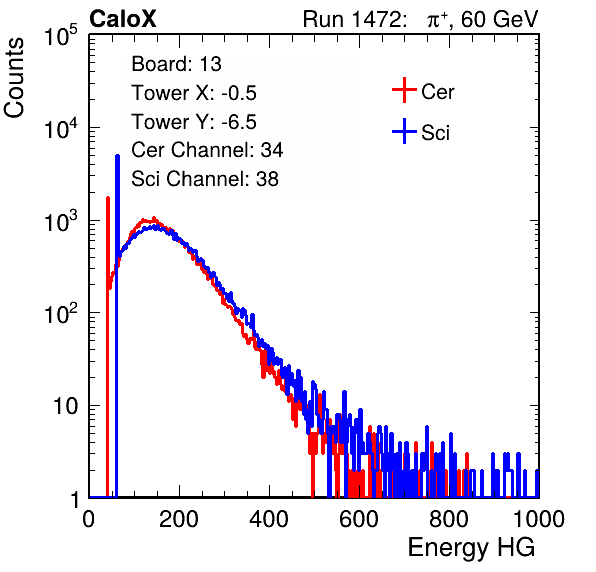 CaloX Run 1472: π⁺, 60 GeV
Counts
10⁵
10⁴
10³
10²
10
1
Board: 13
Tower X: -0.5
Tower Y: -6.5
Cer Channel: 34
Sci Channel: 38
Cer
Sci
0 200 400 600 800 1000
Energy HG